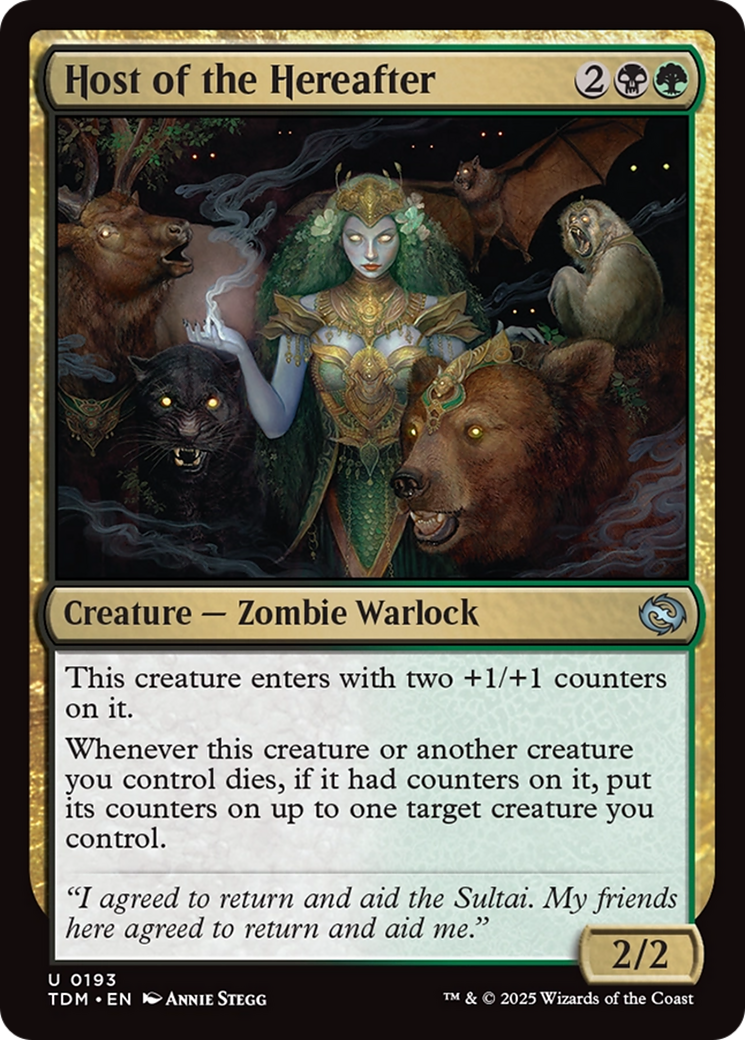 Host of the Hereafter 2
Creature — Zombie Warlock
This creature enters with two +1/+1 counters
on it.
Whenever this creature or another creature
you control dies, if it had counters on it, put
its counters on up to one target creature you
control.
“I agreed to return and aid the Sultai. My friends
here agreed to return and aid me.”
2/2
U 0193
TDM • EN Annie Stegg
™ & © 2025 Wizards of the Coast